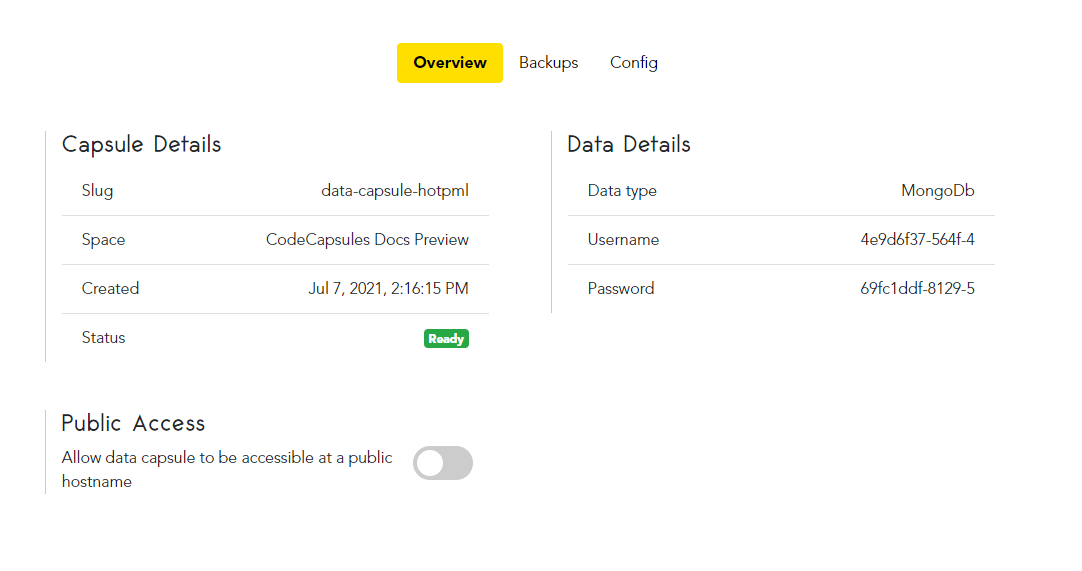 Overview Backups Config
Capsule Details
Slug data-capsule-hotpml
Space CodeCapsules Docs Preview
Created Jul 7, 2021, 2:16:15 PM
Status Ready
Data Details
Data type MongoDb
Username 4e9d6f37-564f-4
Password 69fc1ddf-8129-5
Public Access
Allow data capsule to be accessible at a public
hostname